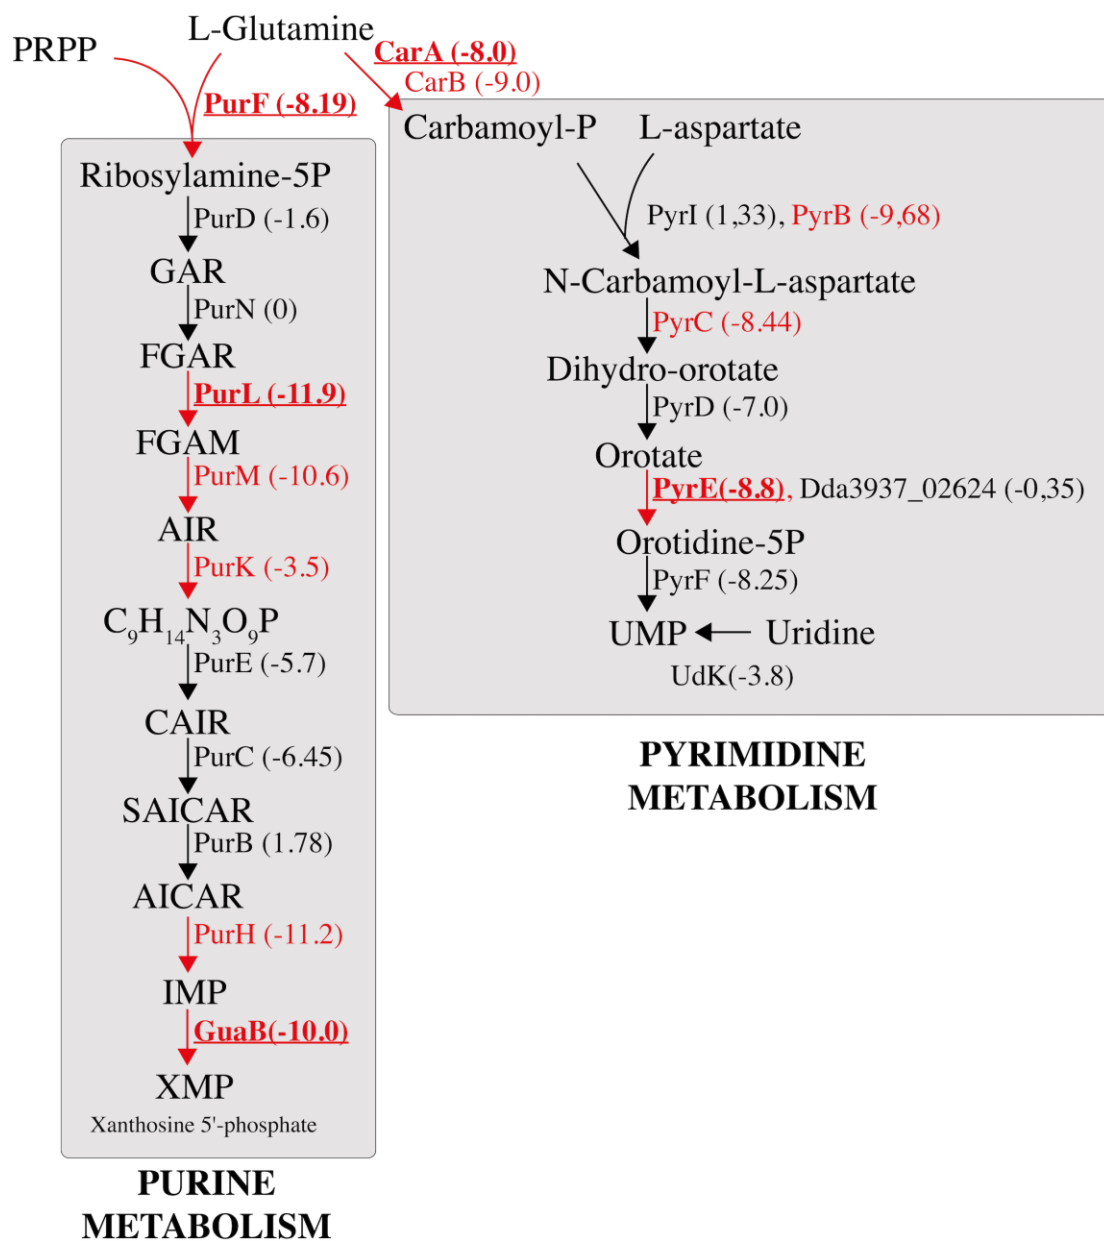 PRPP
L-Glutamine
CarA (-8.0)
CarB (-9.0)
PurF (-8.19)
Ribosylamine-5P
PurD (-1.6)
GAR
PurN (0)
FGAR
PurL (-11.9)
FGAM
PurM (-10.6)
AIR
PurK (-3.5)
C₉H₁₄N₃O₉P
PurE (-5.7)
CAIR
PurC (-6.45)
SAICAR
PurB (1.78)
AICAR
PurH (-11.2)
IMP
GuaB(-10.0)
XMP
Xanthosine 5'-phosphate
PURINE
METABOLISM
Carbamoyl-P
L-aspartate
PyrI (1,33), PyrB (-9,68)
N-Carbamoyl-L-aspartate
PyrC (-8.44)
Dihydro-orotate
PyrD (-7.0)
Orotate
PyrE(-8.8), Dda3937_02624 (-0,35)
Orotidine-5P
PyrF (-8.25)
UMP
Uridine
UdK(-3.8)
PYRIMIDINE
METABOLISM